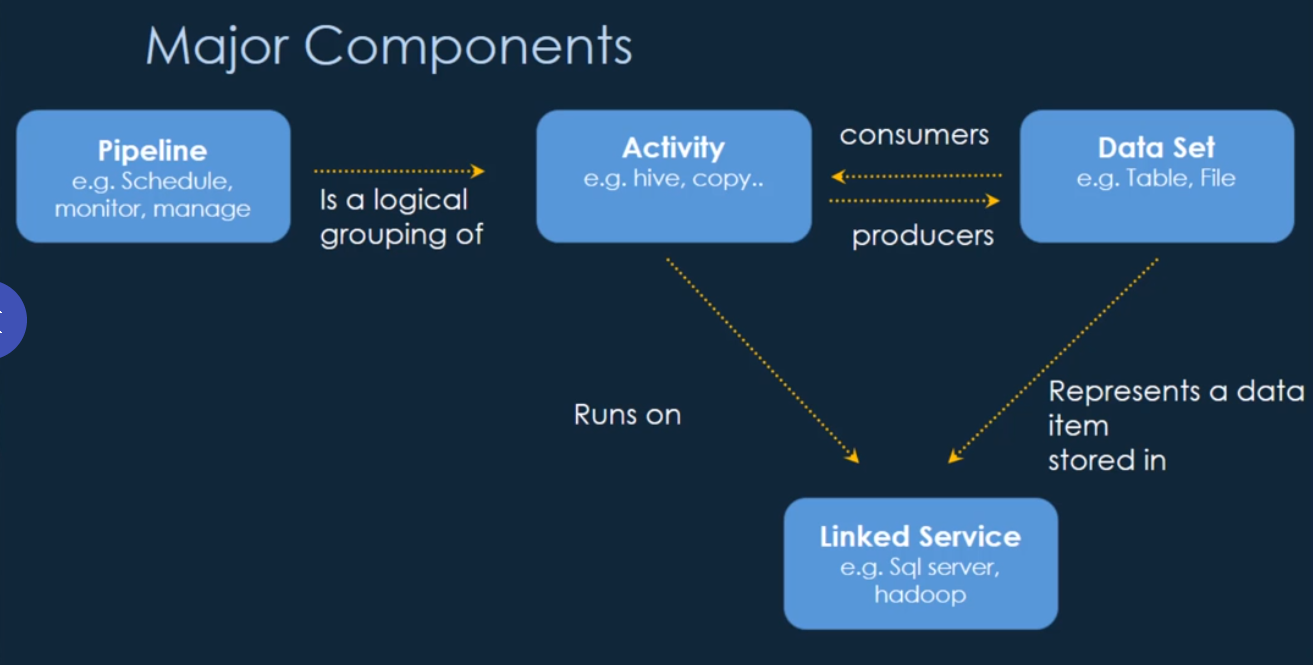 Major Components
Pipeline
e.g. Schedule,
monitor, manage
Is a logical
grouping of
Activity
e.g. hive, copy..
consumers
producers
Data Set
e.g. Table, File
Runs on
Represents a data
item
stored in
Linked Service
e.g. Sql server,
hadoop